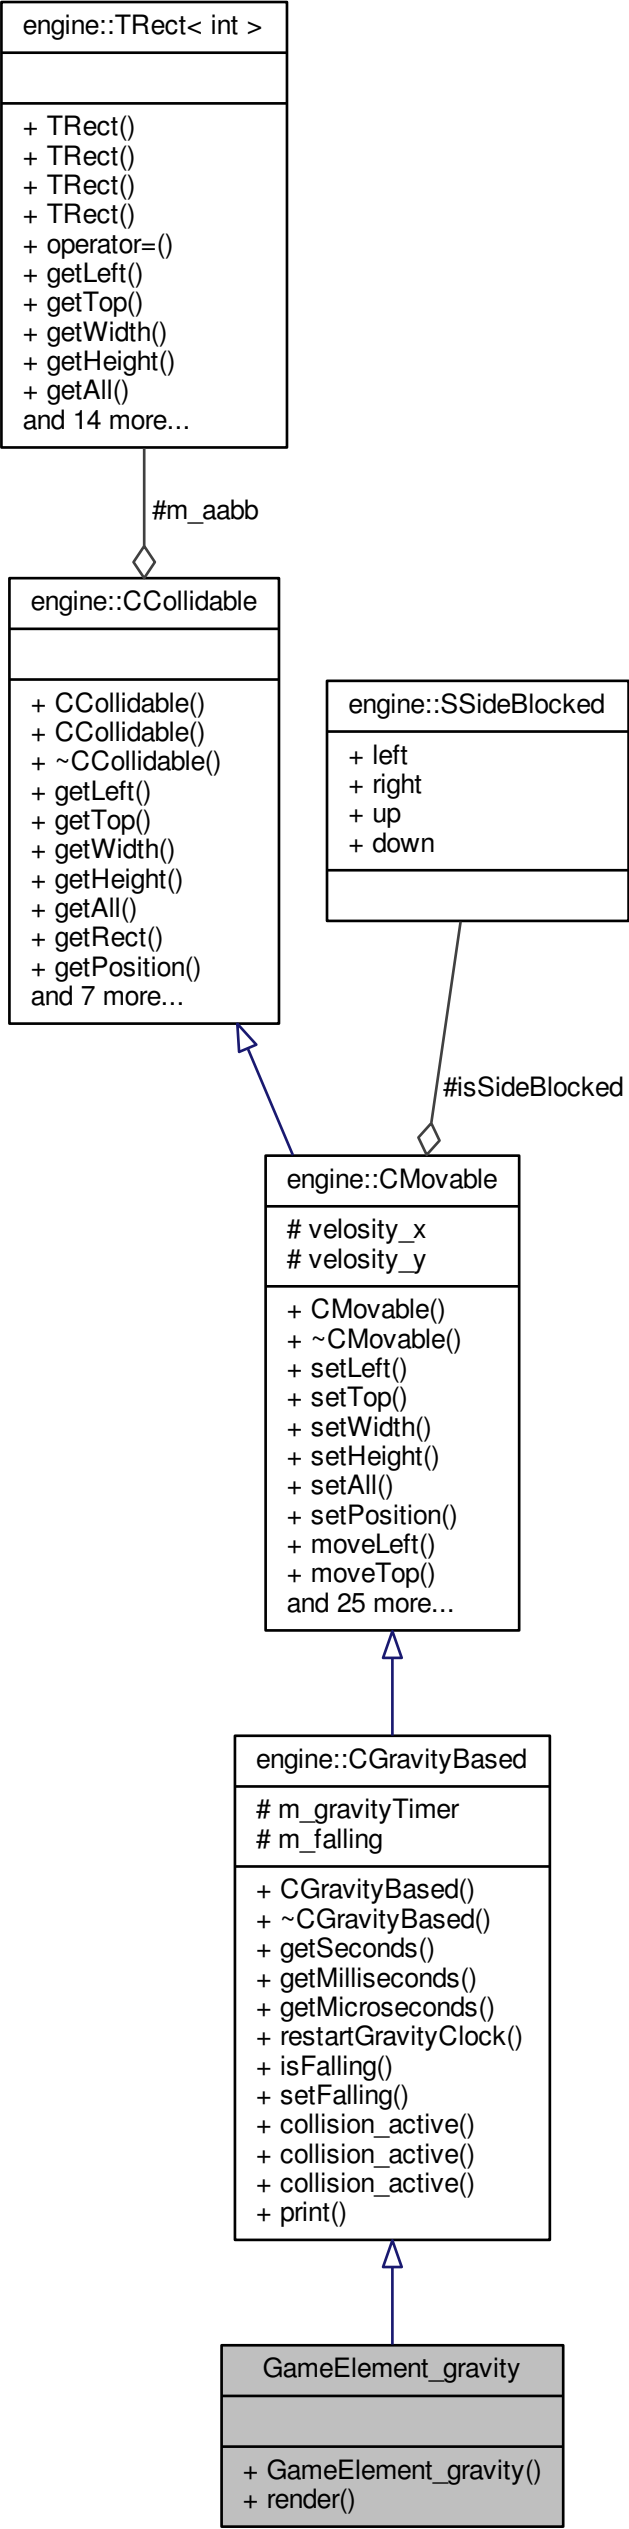 engine::TRect< int >
+ TRect()
+ TRect()
+ TRect()
+ TRect()
+ operator=()
+ getLeft()
+ getTop()
+ getWidth()
+ getHeight()
+ getAll()
and 14 more...
#m_aabb
engine::CCollidable
+ CCollidable()
+ CCollidable()
+ ~CCollidable()
+ getLeft()
+ getTop()
+ getWidth()
+ getHeight()
+ getAll()
+ getRect()
+ getPosition()
and 7 more...
engine::SSideBlocked
+ left
+ right
+ up
+ down
#isSideBlocked
engine::CMovable
# velosity_x
# velosity_y
+ CMovable()
+ ~CMovable()
+ setLeft()
+ setTop()
+ setWidth()
+ setHeight()
+ setAll()
+ setPosition()
+ moveLeft()
+ moveTop()
and 25 more...
engine::CGravityBased
# m_gravityTimer
# m_falling
+ CGravityBased()
+ ~CGravityBased()
+ getSeconds()
+ getMilliseconds()
+ getMicroseconds()
+ restartGravityClock()
+ isFalling()
+ setFalling()
+ collision_active()
+ collision_active()
+ collision_active()
+ print()
GameElement_gravity
+ GameElement_gravity()
+ render()